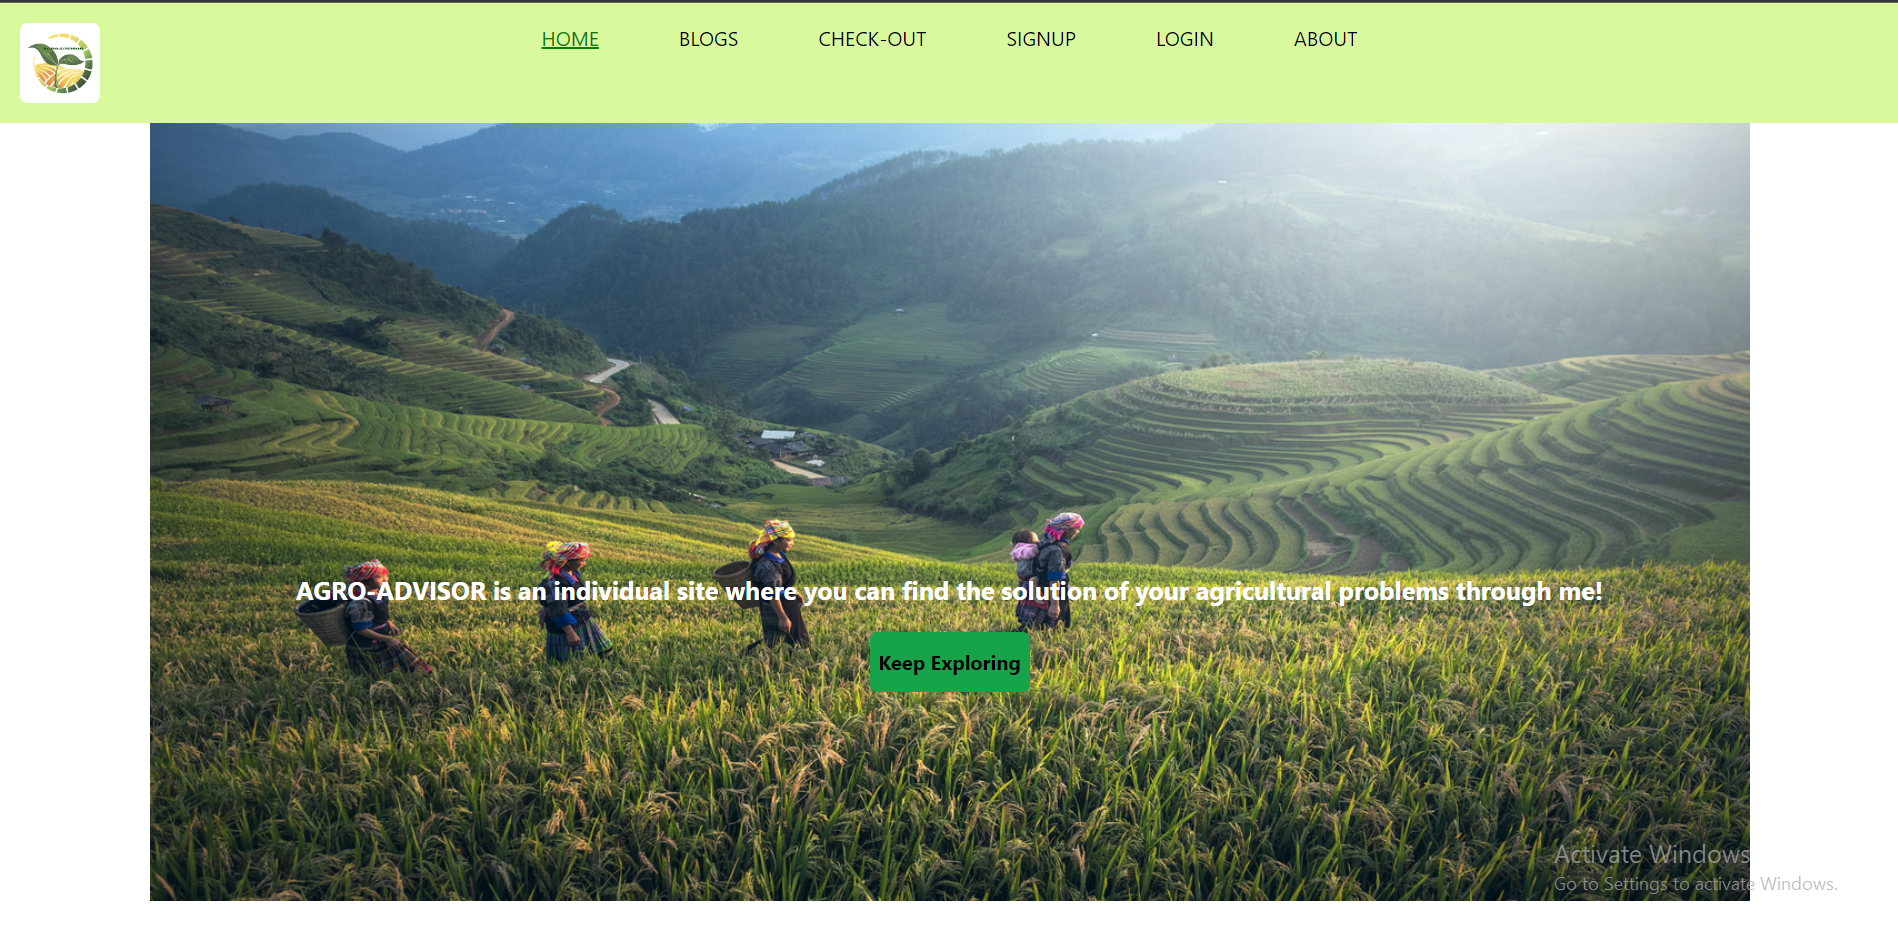 HOME
BLOGS
CHECK-OUT
SIGNUP
LOGIN
ABOUT
AGRO-ADVISOR is an individual site where you can find the solution of your agricultural problems through me!
Keep Exploring
Activate Windows
Go to Settings to activate Windows.